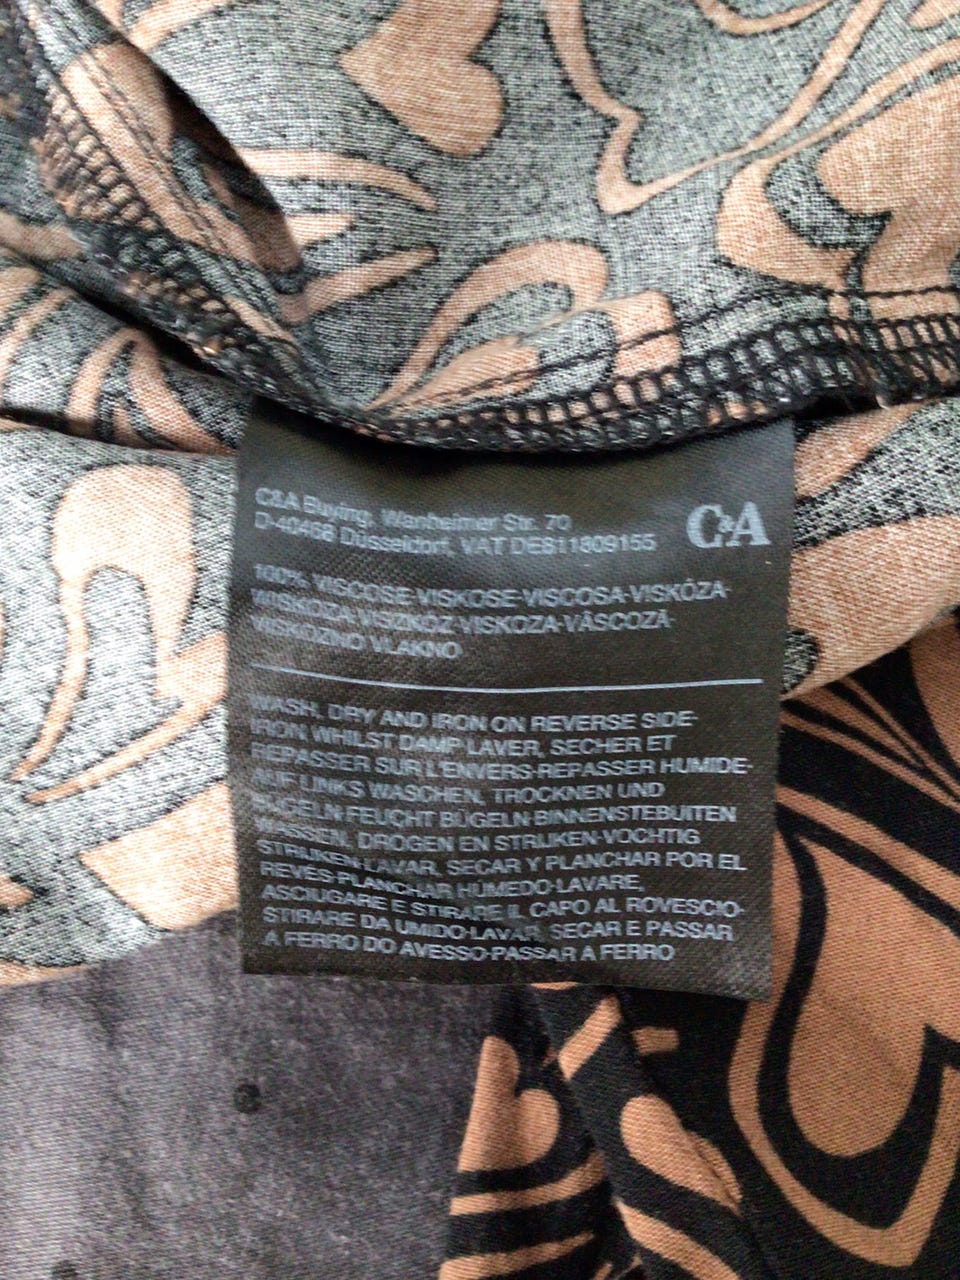 C&A Buying, Wanheimer Str. 70
D-40468 Düsseldorf, VAT DE811809155
C&A
100% VISCOSE-VISKOSE-VISCOSA-VISKÓZA-
WISKOZA-VISZKÓZ-VISKOZA-VÂSCOZÃ-
VISKOZNO VLAKNO
WASH, DRY AND IRON ON REVERSE SIDE-
IRON WHILST DAMP-LAVER, SECHER ET
REPASSER SUR L'ENVERS-REPASSER HUMIDE-
AUF LINKS WASCHEN, TROCKNEN UND
BÜGELN-FEUCHT BÜGELN-BINNENSTEBUITEN
WASSEN, DROGEN EN STRIJKEN-VOCHTIG
STRIJKEN-LAVAR, SECAR Y PLANCHAR POR EL
REVÉS-PLANCHAR HÚMEDO-LAVARE,
ASCIUGARE E STIRARE IL CAPO AL ROVESCIO-
STIRARE DA UMIDO-LAVAR, SECAR E PASSAR
A FERRO DO AVESSO-PASSAR A FERRO